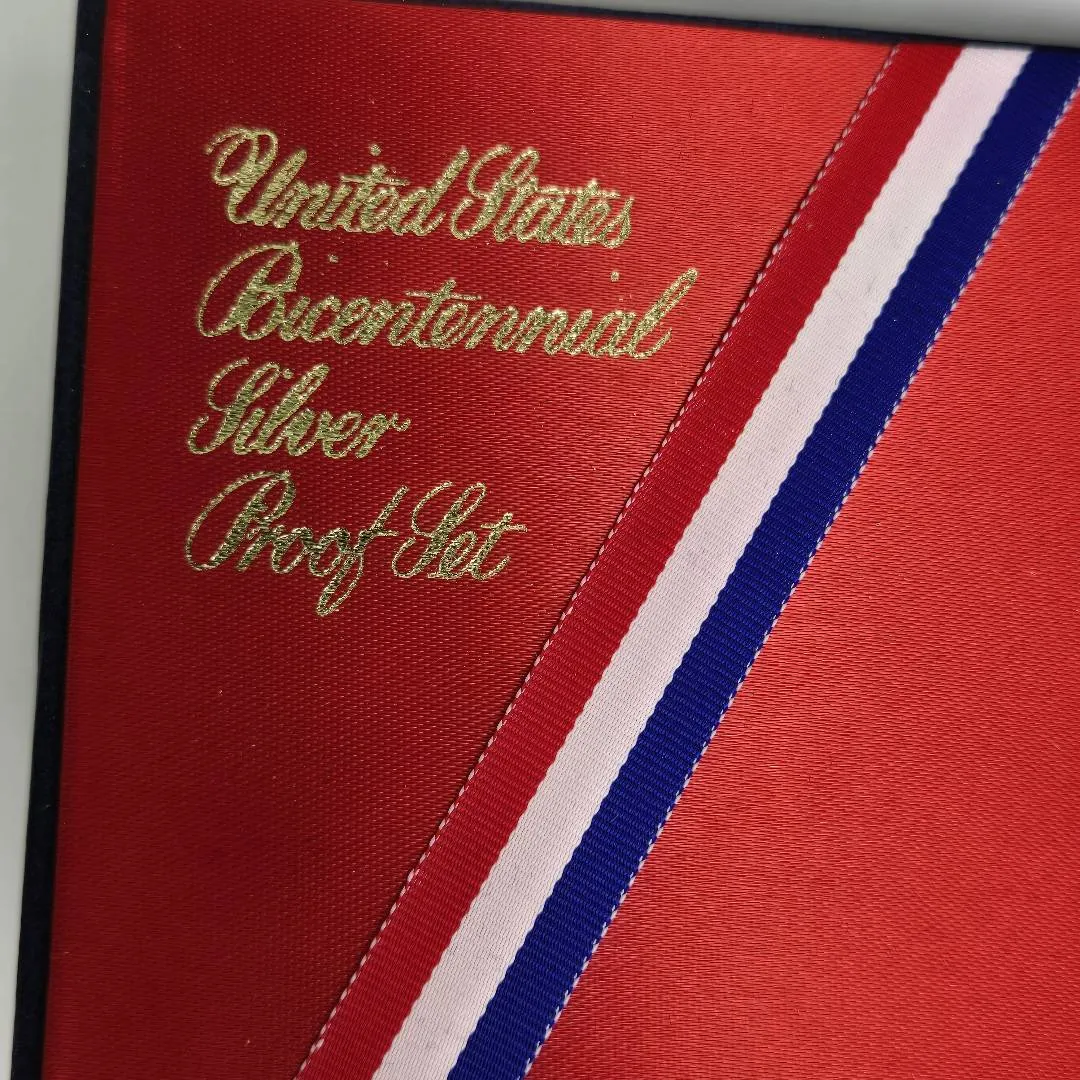 United States
Bicentennial
Silver
Proof Set